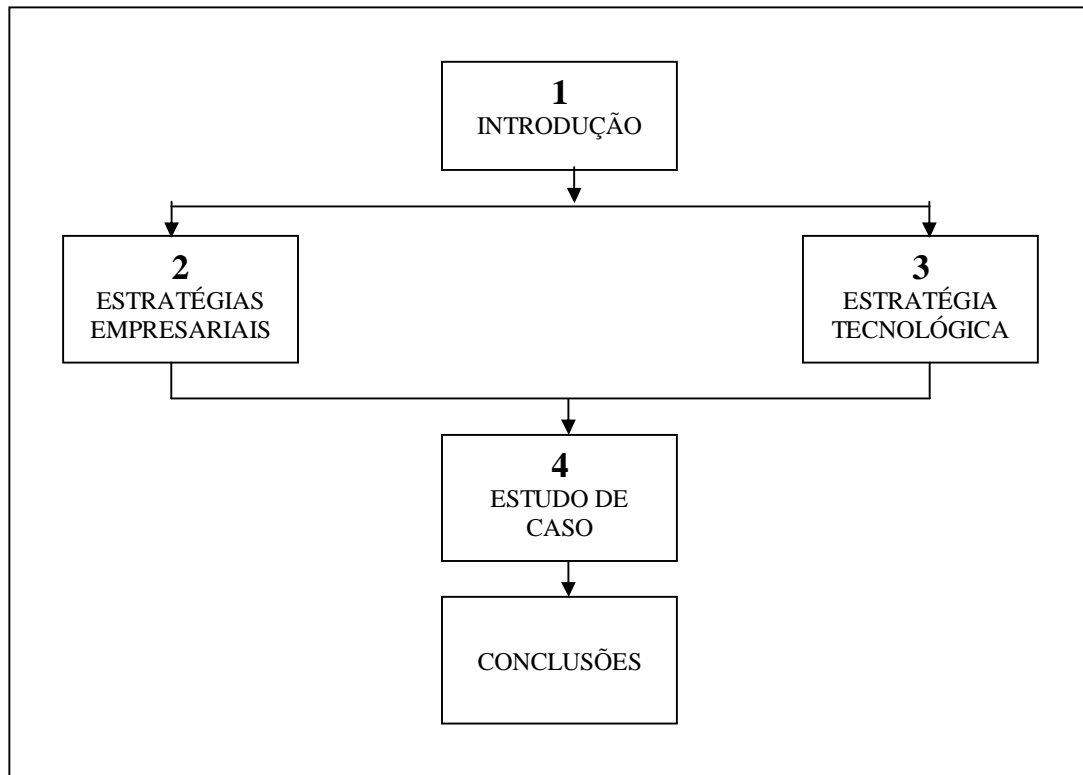 1
INTRODUÇÃO
2
ESTRATÉGIAS
EMPRESARIAIS
3
ESTRATÉGIA
TECNOLÓGICA
4
ESTUDO DE
CASO
CONCLUSÕES